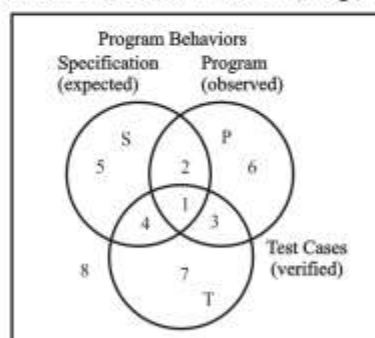 Program Behaviors
Specification Program
(expected) (observed)
S P
5 2 6
1
4 3
Test Cases
(verified)
8 7
T